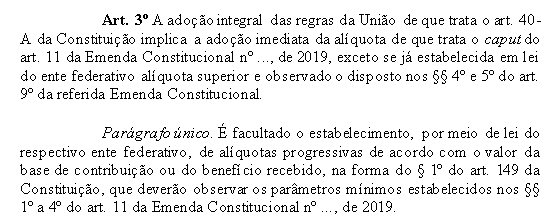 Art. 3º A adoção integral das regras da União de que trata o art. 40-
A da Constituição implica a adoção imediata da alíquota de que trata o caput do
art. 11 da Emenda Constitucional nº ..., de 2019, exceto se já estabelecida em lei
do ente federativo alíquota superior e observado o disposto nos §§ 4º e 5º do art.
9º da referida Emenda Constitucional.
Parágrafo único. É facultado o estabelecimento, por meio de lei do
respectivo ente federativo, de alíquotas progressivas de acordo com o valor da
base de contribuição ou do benefício recebido, na forma do § 1º do art. 149 da
Constituição, que deverão observar os parâmetros mínimos estabelecidos nos §§
1º a 4º do art. 11 da Emenda Constitucional nº ..., de 2019.